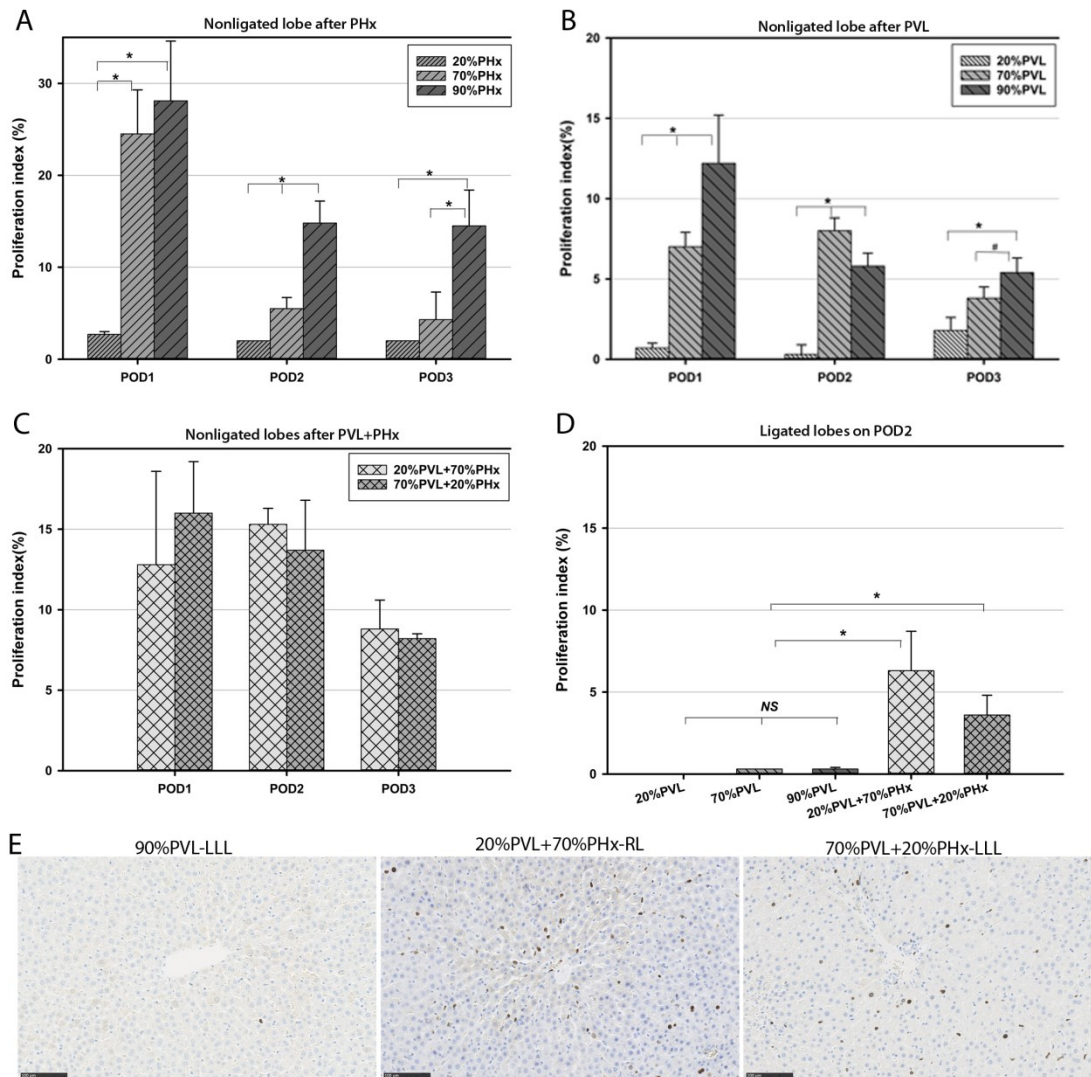 A
Nonligated lobe after PHx
Proliferation index (%)
30
20
10
0
20%PHx
70%PHx
90%PHx
*
*
*
*
*
POD1
POD2
POD3
B
Nonligated lobe after PVL
Proliferation index(%)
20
15
10
5
0
20%PVL
70%PVL
90%PVL
*
*
*
#
POD1
POD2
POD3
C
Nonligated lobes after PVL+PHx
Proliferation index(%)
20
15
10
5
0
20%PVL+70%PHx
70%PVL+20%PHx
POD1
POD2
POD3
D
Ligated lobes on POD2
Proliferation index (%)
20
15
10
5
0
*
*
NS
20%PVL
70%PVL
90%PVL
20%PVL+70%PHx
70%PVL+20%PHx
E
90%PVL-LLL
20%PVL+70%PHx-RL
70%PVL+20%PHx-LLL